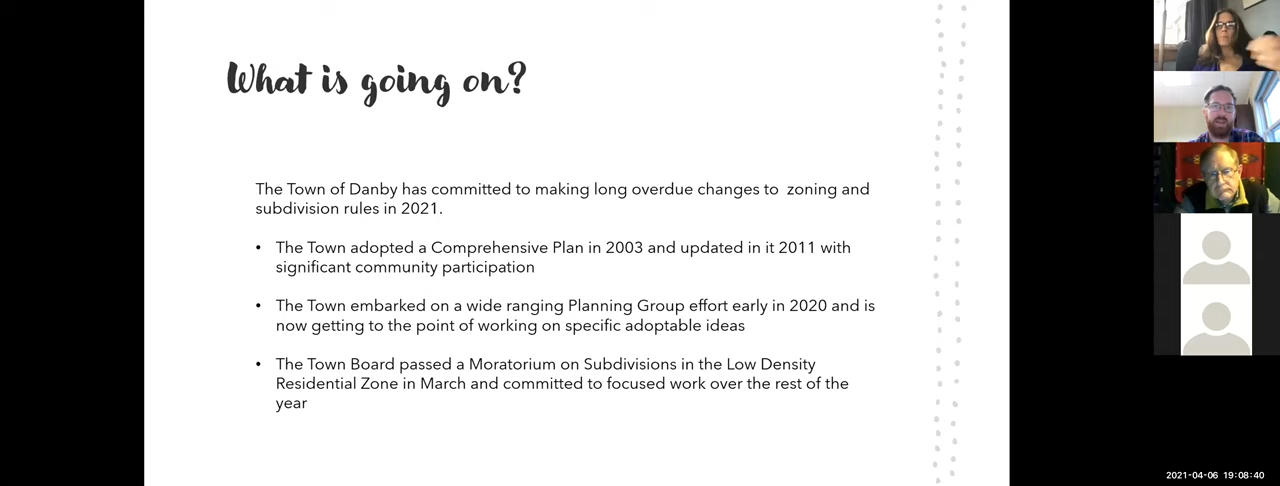 What is going on?
The Town of Danby has committed to making long overdue changes to  zoning and
subdivision rules in 2021.
• The Town adopted a Comprehensive Plan in 2003 and updated in it 2011 with
significant community participation
• The Town embarked on a wide ranging Planning Group effort early in 2020 and is
now getting to the point of working on specific adoptable ideas
• The Town Board passed a Moratorium on Subdivisions in the Low Density
Residential Zone in March and committed to focused work over the rest of the
year
2021-04-06 19:08:40